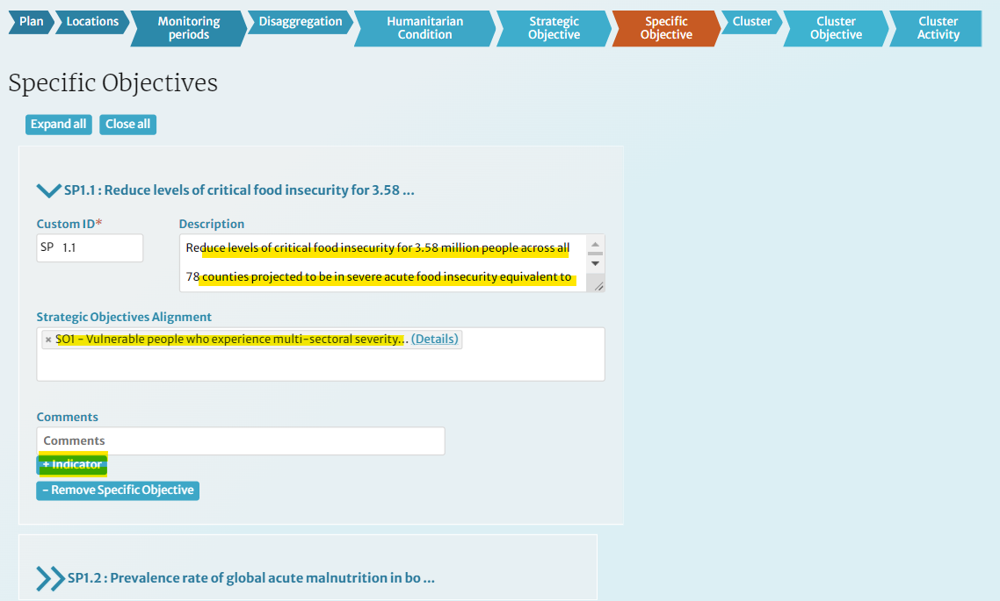 Plan
Locations
Monitoring
periods
Disaggregation
Humanitarian
Condition
Strategic
Objective
Specific
Objective
Cluster
Cluster
Objective
Cluster
Activity
Specific Objectives
Expand all
Close all
SP1.1 : Reduce levels of critical food insecurity for 3.58 ...
Custom ID*
SP 1.1
Description
Reduce levels of critical food insecurity for 3.58 million people across all
78 counties projected to be in severe acute food insecurity equivalent to
Strategic Objectives Alignment
× SO1 - Vulnerable people who experience multi-sectoral severity... (Details)
Comments
Comments
+ Indicator
- Remove Specific Objective
SP1.2 : Prevalence rate of global acute malnutrition in bo ...